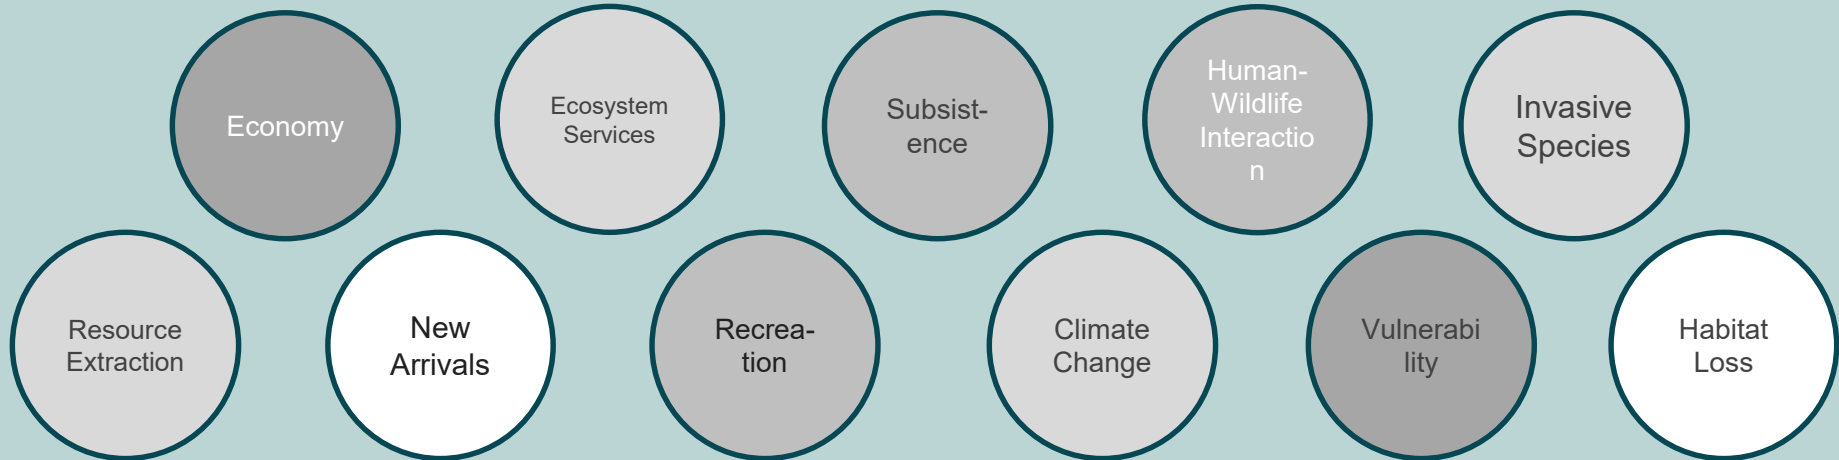 Economy
Ecosystem
Services
Subsist-
ence
Human-
Wildlife
Interactio
n
Invasive
Species
Resource
Extraction
New
Arrivals
Recrea-
tion
Climate
Change
Vulnerabi
lity
Habitat
Loss